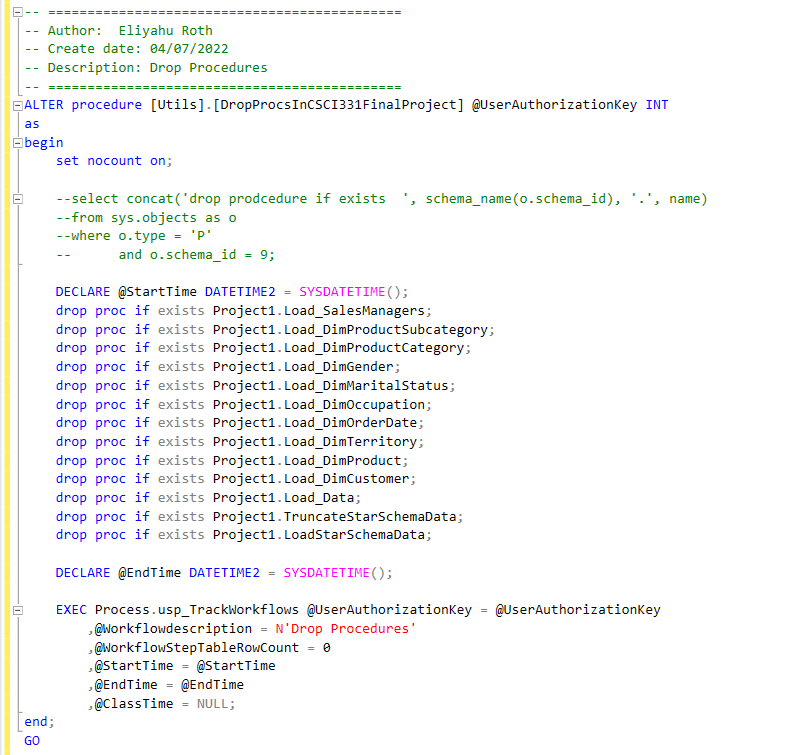 -- =============================================
-- Author:  Eliyahu Roth
-- Create date: 04/07/2022
-- Description: Drop Procedures
-- =============================================
ALTER procedure [Utils].[DropProcsInCSCI331FinalProject] @UserAuthorizationKey INT
as
begin
    set nocount on;

    --select concat('drop prodcedure if exists  ', schema_name(o.schema_id), '.', name)
    --from sys.objects as o
    --where o.type = 'P'
    --      and o.schema_id = 9;

    DECLARE @StartTime DATETIME2 = SYSDATETIME();
    drop proc if exists Project1.Load_SalesManagers;
    drop proc if exists Project1.Load_DimProductSubcategory;
    drop proc if exists Project1.Load_DimProductCategory;
    drop proc if exists Project1.Load_DimGender;
    drop proc if exists Project1.Load_DimMaritalStatus;
    drop proc if exists Project1.Load_DimOccupation;
    drop proc if exists Project1.Load_DimOrderDate;
    drop proc if exists Project1.Load_DimTerritory;
    drop proc if exists Project1.Load_DimProduct;
    drop proc if exists Project1.Load_DimCustomer;
    drop proc if exists Project1.Load_Data;
    drop proc if exists Project1.TruncateStarSchemaData;
    drop proc if exists Project1.LoadStarSchemaData;

    DECLARE @EndTime DATETIME2 = SYSDATETIME();

    EXEC Process.usp_TrackWorkflows @UserAuthorizationKey = @UserAuthorizationKey
        ,@Workflowdescription = N'Drop Procedures'
        ,@WorkflowStepTableRowCount = 0
        ,@StartTime = @StartTime
        ,@EndTime = @EndTime
        ,@ClassTime = NULL;
end;
GO